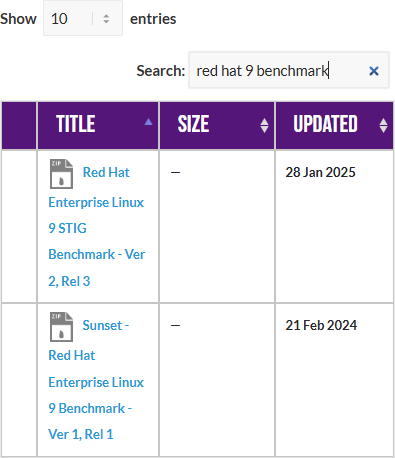 Show 10 entries
Search: red hat 9 benchmark ×
TITLE SIZE UPDATED
ZIP Red Hat — 28 Jan 2025
Enterprise Linux
9 STIG
Benchmark - Ver
2, Rel 3
ZIP Sunset - — 21 Feb 2024
Red Hat
Enterprise Linux
9 Benchmark -
Ver 1, Rel 1